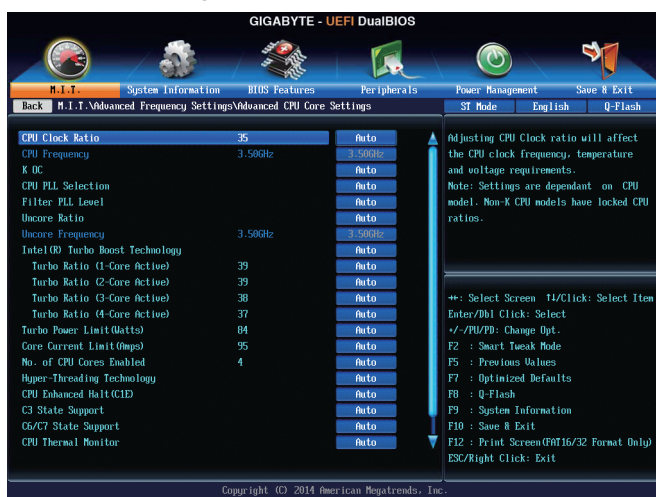 GIGABYTE - UEFI DualBIOS
M.I.T. System Information BIOS Features Peripherals Power Management Save & Exit
Back M.I.T.\Advanced Frequency Settings\Advanced CPU Core Settings ST Mode English Q-Flash
CPU Clock Ratio 35 Auto
CPU Frequency 3.50GHz 3.50GHz
K OC Auto
CPU PLL Selection Auto
Filter PLL Level Auto
Uncore Ratio Auto
Uncore Frequency 3.50GHz 3.50GHz
Intel(R) Turbo Boost Technology Auto
Turbo Ratio (1-Core Active) 39 Auto
Turbo Ratio (2-Core Active) 39 Auto
Turbo Ratio (3-Core Active) 38 Auto
Turbo Ratio (4-Core Active) 37 Auto
Turbo Power Limit(Watts) 84 Auto
Core Current Limit(Amps) 95 Auto
No. of CPU Cores Enabled 4 Auto
Hyper-Threading Technology Auto
CPU Enhanced Halt(C1E) Auto
C3 State Support Auto
C6/C7 State Support Auto
CPU Thermal Monitor Auto
Adjusting CPU Clock ratio will affect
the CPU clock frequency, temperature
and voltage requirements.
Note: Settings are dependant on CPU
model. Non-K CPU models have locked CPU
ratios.
→←: Select Screen ↑↓/Click: Select Item
Enter/Dbl Click: Select
+/-/PU/PD: Change Opt.
F2 : Smart Tweak Mode
F5 : Previous Values
F7 : Optimized Defaults
F8 : Q-Flash
F9 : System Information
F10 : Save & Exit
F12 : Print Screen(FAT16/32 Format Only)
ESC/Right Click: Exit
Copyright (C) 2014 American Megatrends, Inc.